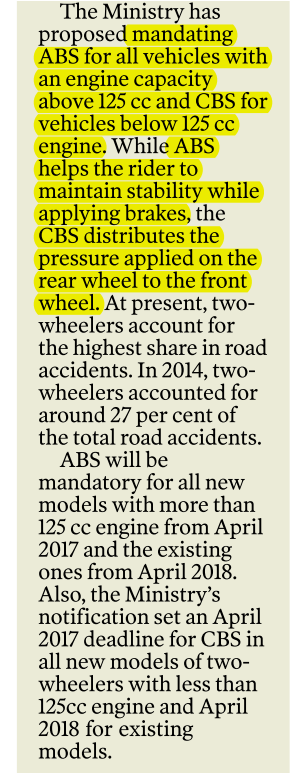 The Ministry has
proposed mandating
ABS for all vehicles with
an engine capacity
above 125 cc and CBS for
vehicles below 125 cc
engine. While ABS
helps the rider to
maintain stability while
applying brakes, the
CBS distributes the
pressure applied on the
rear wheel to the front
wheel. At present, two-
wheelers account for
the highest share in road
accidents. In 2014, two-
wheelers accounted for
around 27 per cent of
the total road accidents.
ABS will be
mandatory for all new
models with more than
125 cc engine from April
2017 and the existing
ones from April 2018.
Also, the Ministry’s
notification set an April
2017 deadline for CBS in
all new models of two-
wheelers with less than
125cc engine and April
2018 for existing
models.